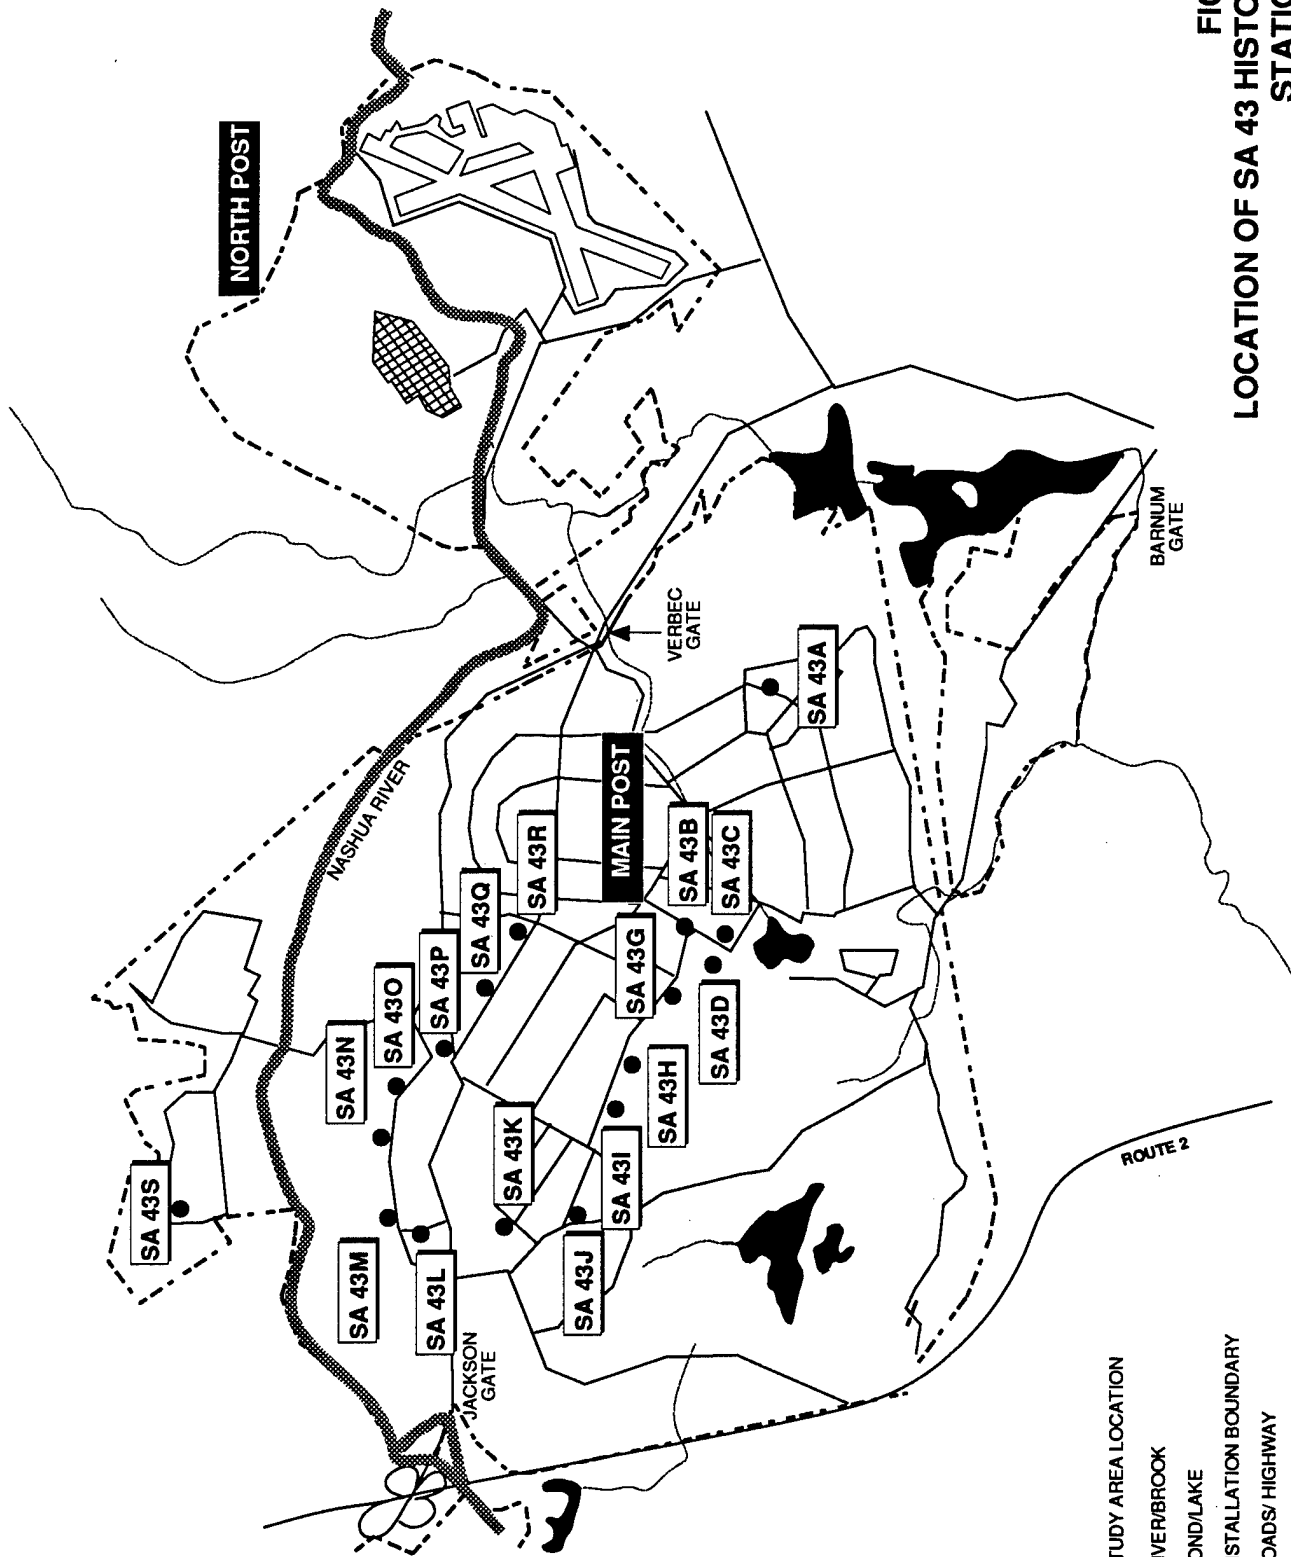 FIG
LOCATION OF SA 43 HISTO
STATIO
NORTH POST
NASHUA RIVER
VERBEC
GATE
BARNUM
GATE
SA 43A
MAIN POST
SA 43B
SA 43C
SA 43R
SA 43Q
SA 43G
SA 43P
SA 43D
SA 43O
SA 43N
SA 43H
SA 43K
SA 43I
SA 43S
SA 43M
SA 43L
SA 43J
JACKSON
GATE
ROUTE 2
TUDY AREA LOCATION
VER/BROOK
OND/LAKE
STALLATION BOUNDARY
OADS/ HIGHWAY